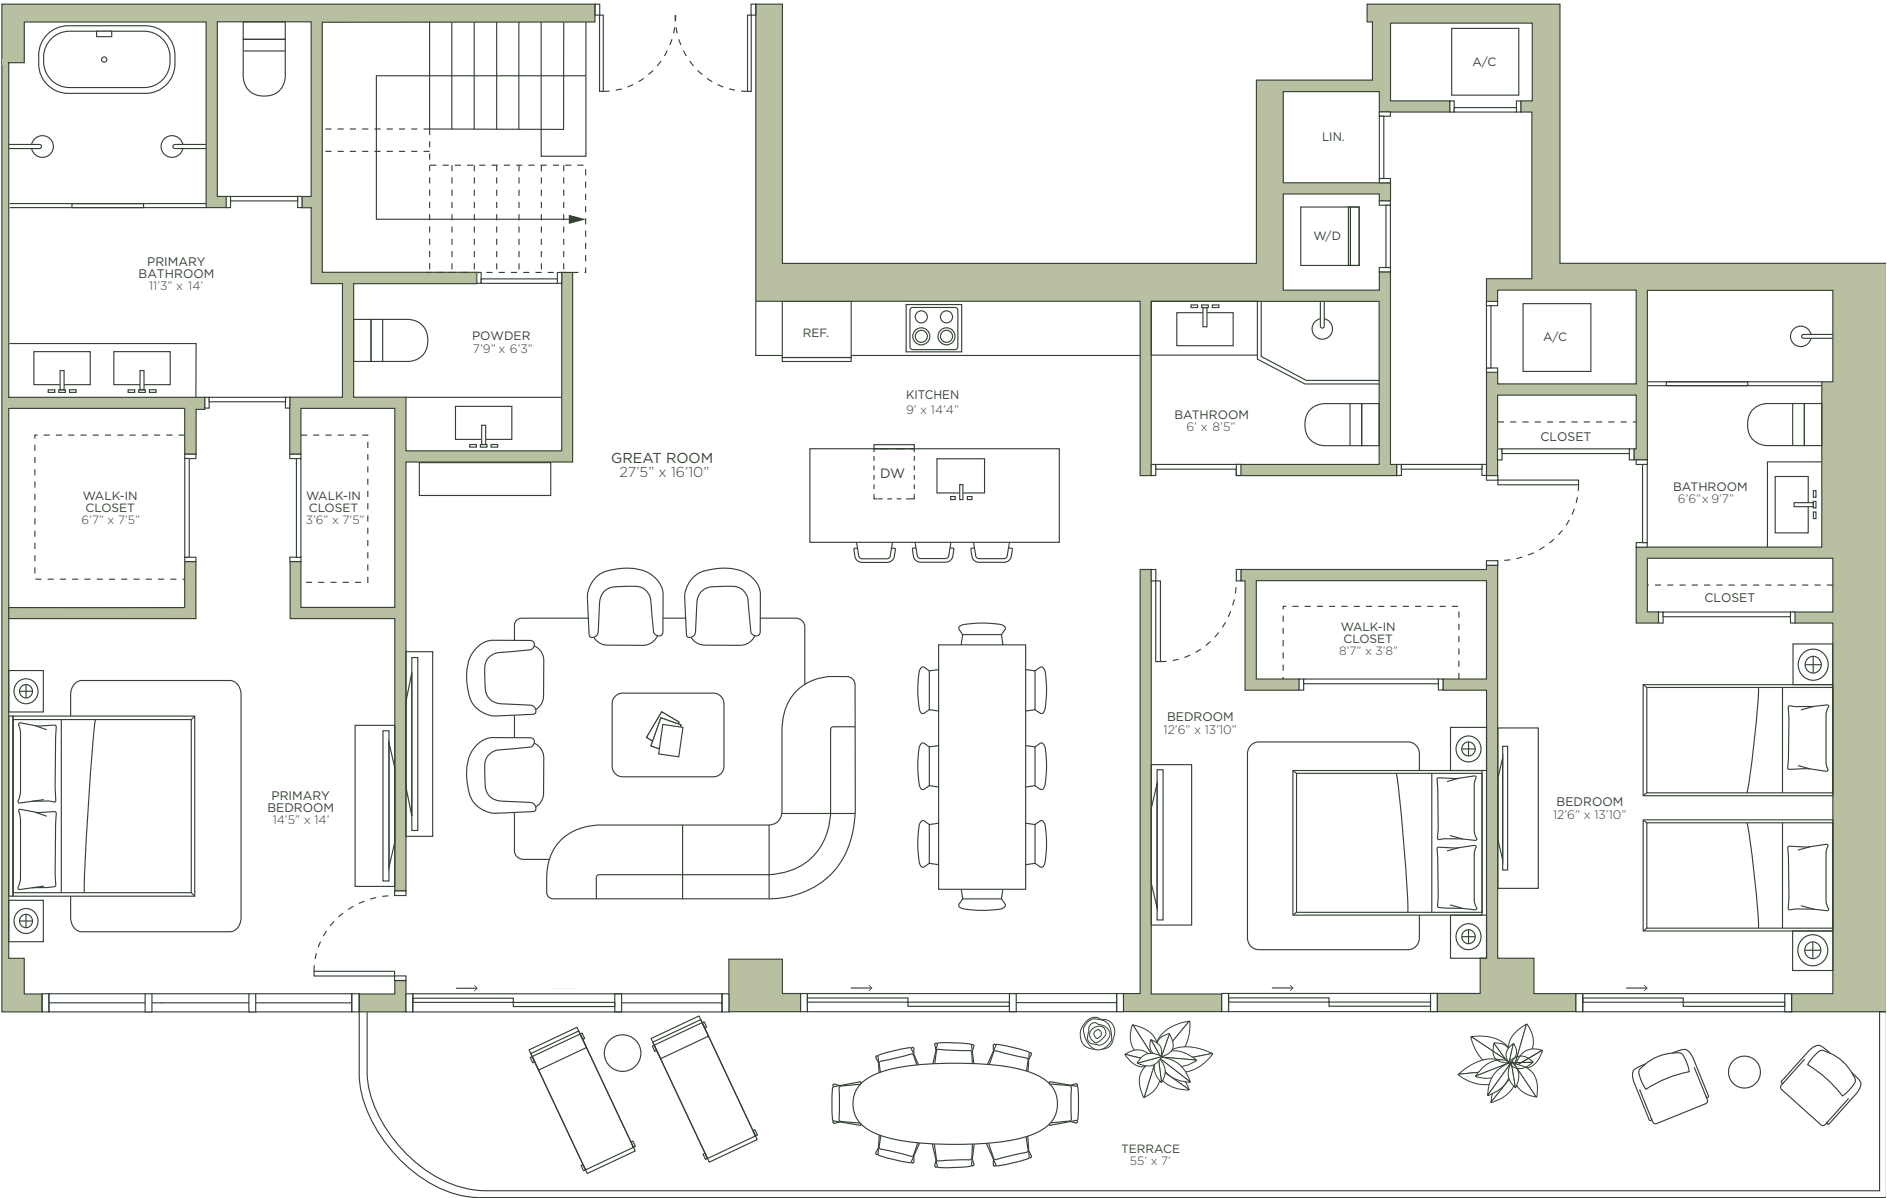 A/C
LIN.
W/D
PRIMARY
BATHROOM
11'3" x 14'
POWDER
7'9" x 6'3"
REF.
A/C
KITCHEN
9' x 14'4"
BATHROOM
6' x 8'5"
CLOSET
GREAT ROOM
27'5" x 16'10"
DW
WALK-IN
CLOSET
6'7" x 7'5"
WALK-IN
CLOSET
3'6" x 7'5"
BATHROOM
6'6" x 9'7"
CLOSET
WALK-IN
CLOSET
8'7" x 3'8"
BEDROOM
12'6" x 13'10"
PRIMARY
BEDROOM
14'5" x 14'
BEDROOM
12'6" x 13'10"
TERRACE
55' x 7'